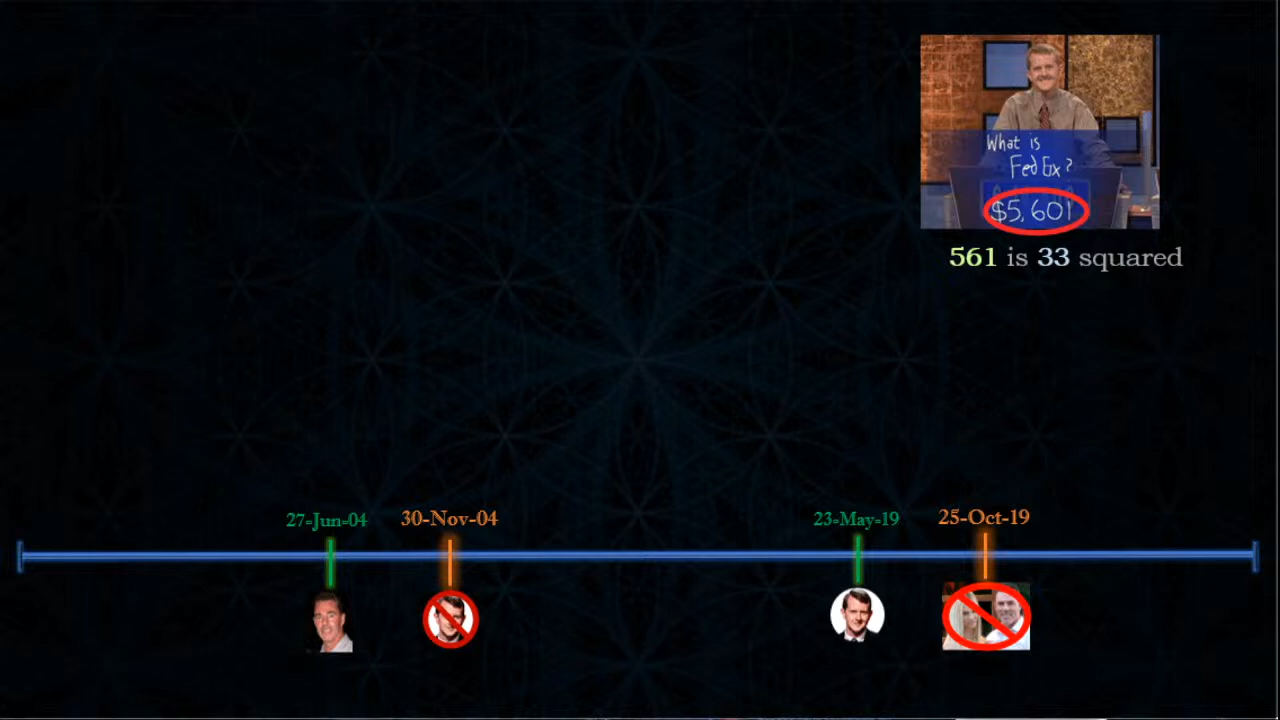 What is
Fed Ex?
$5,601
561 is 33 squared
27-Jun-04
30-Nov-04
23-May-19
25-Oct-19